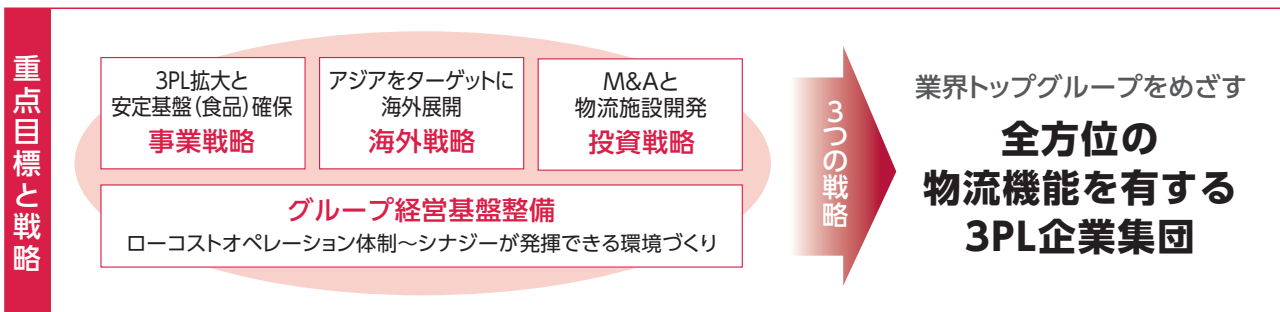 重点目標と戦略
3PL拡大と
安定基盤(食品)確保
事業戦略
アジアをターゲットに
海外展開
海外戦略
M&Aと
物流施設開発
投資戦略
グループ経営基盤整備
ローコストオペレーション体制~シナジーが発揮できる環境づくり
3つの戦略
業界トップグループをめざす
全方位の
物流機能を有する
3PL企業集団